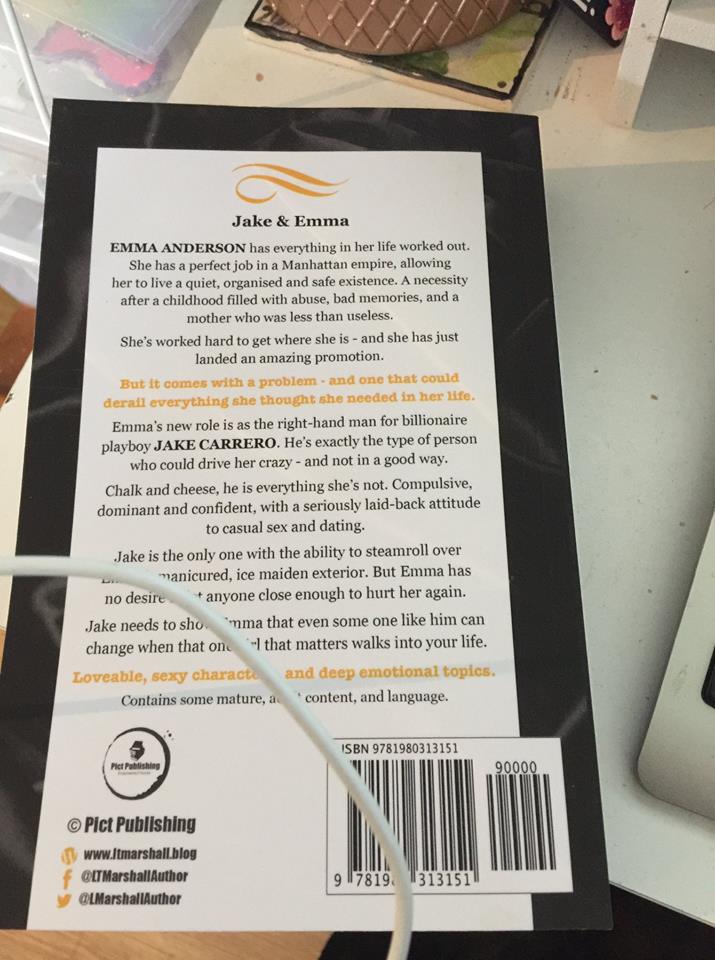 Jake & Emma
EMMA ANDERSON has everything in her life worked out.
She has a perfect job in a Manhattan empire, allowing
her to live a quiet, organised and safe existence. A necessity
after a childhood filled with abuse, bad memories, and a
mother who was less than useless.
She's worked hard to get where she is - and she has just
landed an amazing promotion.
But it comes with a problem - and one that could
derail everything she thought she needed in her life.
Emma's new role is as the right-hand man for billionaire
playboy JAKE CARRERO. He's exactly the type of person
who could drive her crazy - and not in a good way.
Chalk and cheese, he is everything she's not. Compulsive,
dominant and confident, with a seriously laid-back attitude
to casual sex and dating.
Jake is the only one with the ability to steamroll over
manicured, ice maiden exterior. But Emma has
no desire anyone close enough to hurt her again.
Jake needs to show Emma that even some one like him can
change when that one girl that matters walks into your life.
Loveable, sexy characters and deep emotional topics.
Contains some mature, adult content, and language.
Pict Publishing
© Pict Publishing
www.ltmarshall.blog
@LTMarshallAuthor
@LMarshallAuthor
ISBN 9781980313151
90000
9 7819 313151